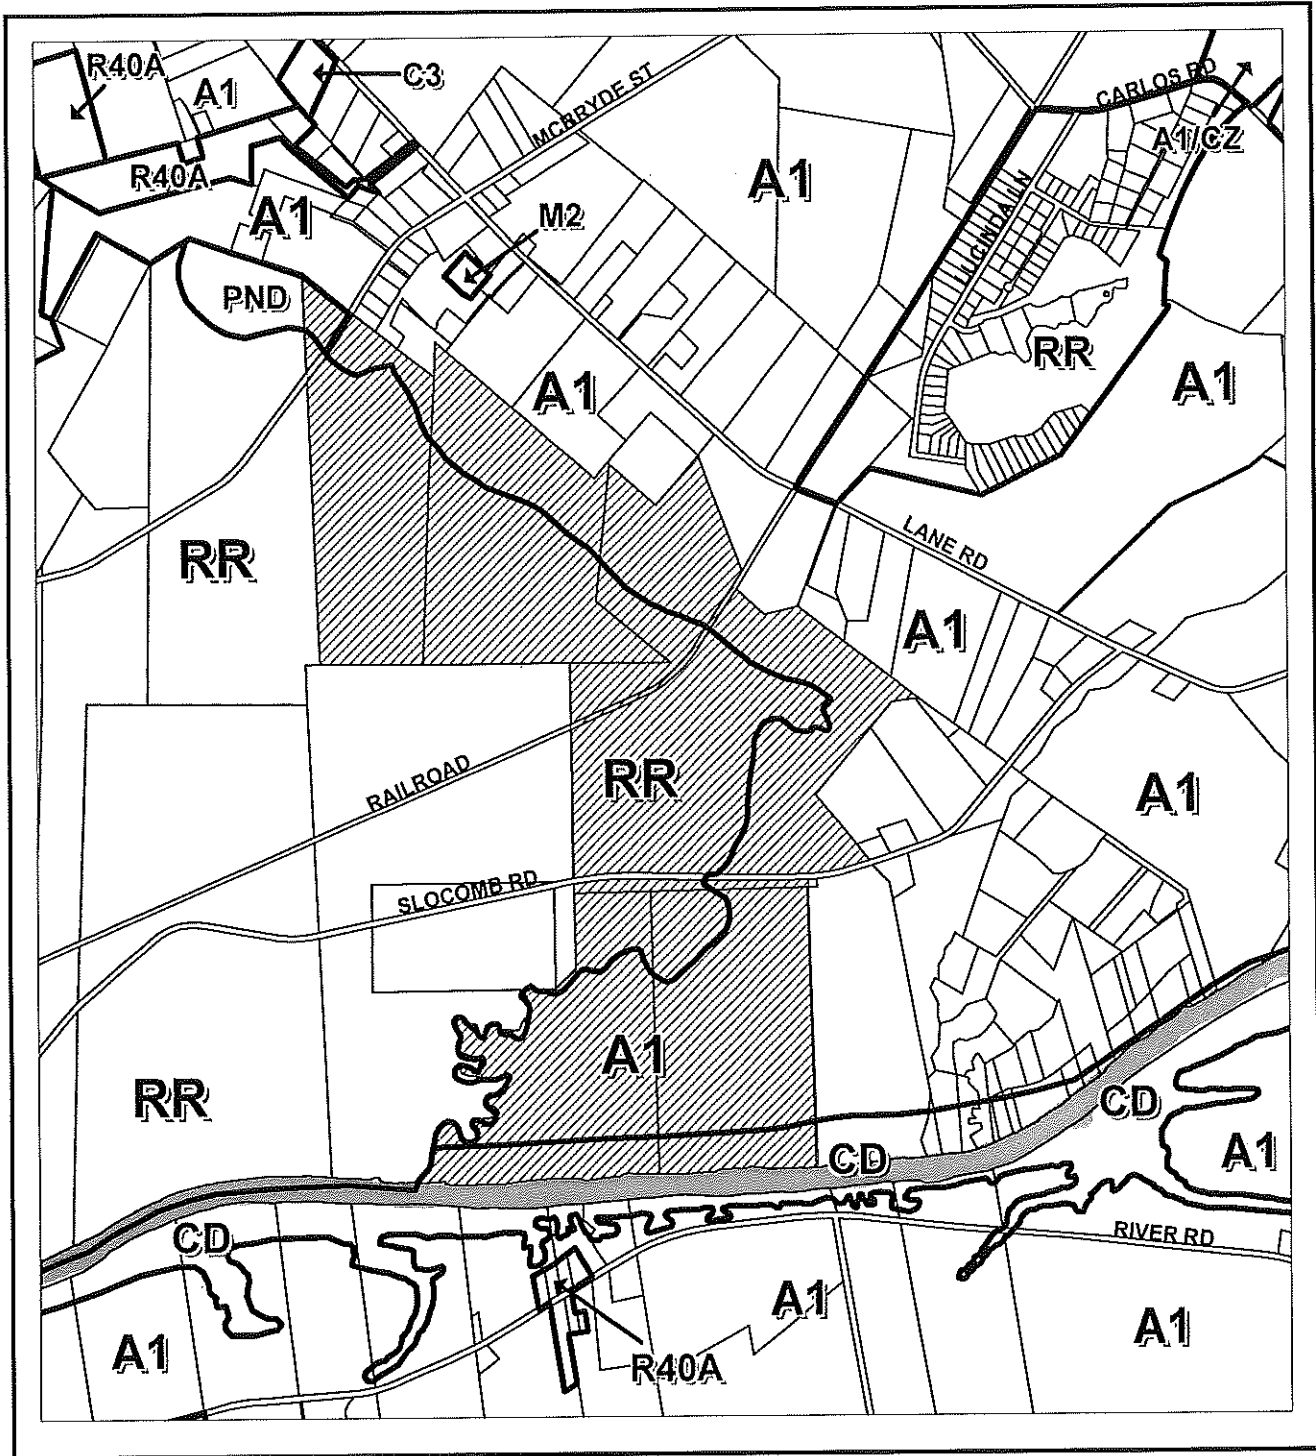 R40A
C3
A1
CARLOS RD
MCBRYDE ST
A1/CZ
R40A
A1
A1
LUCINDA LN
M2
PND
RR
A1
A1
LANE RD
RR
A1
RAILROAD
RR
A1
SLOCOMB RD
A1
RR
CD
CD
A1
CD
RIVER RD
A1
A1
A1
R40A